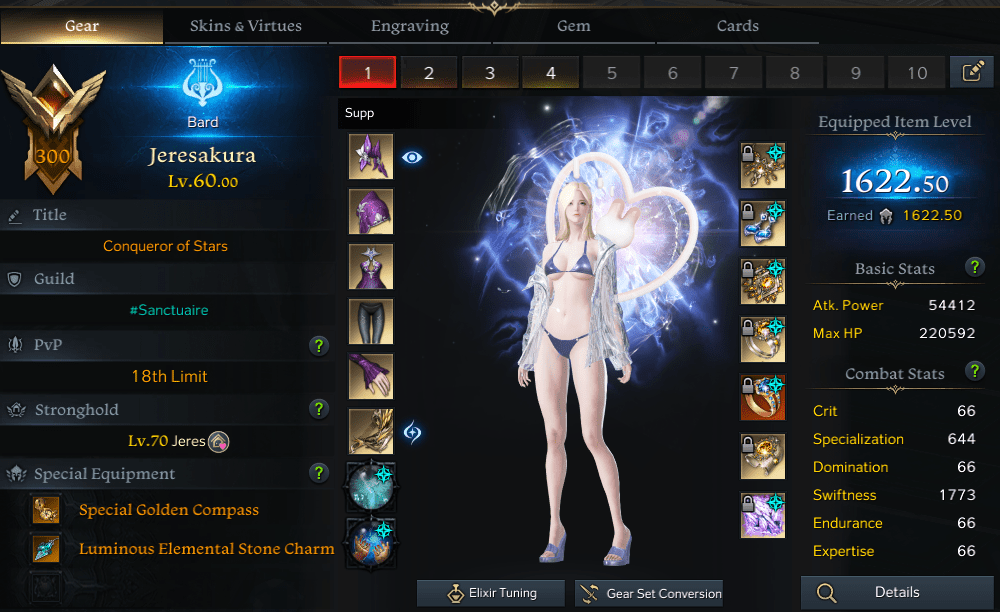 Gear
Skins & Virtues
Engraving
Gem
Cards
300
Bard
Jeresakura
Lv.60.00
Title
Conqueror of Stars
Guild
#Sanctuaire
PvP
?
18th Limit
Stronghold
?
Lv.70 Jeres
Special Equipment
?
Special Golden Compass
Luminous Elemental Stone Charm
1 2 3 4 5 6 7 8 9 10
Supp
Elixir Tuning
Gear Set Conversion
Equipped Item Level
1622.50
Earned 1622.50
Basic Stats ?
Atk. Power 54412
Max HP 220592
Combat Stats ?
Crit 66
Specialization 644
Domination 66
Swiftness 1773
Endurance 66
Expertise 66
Details